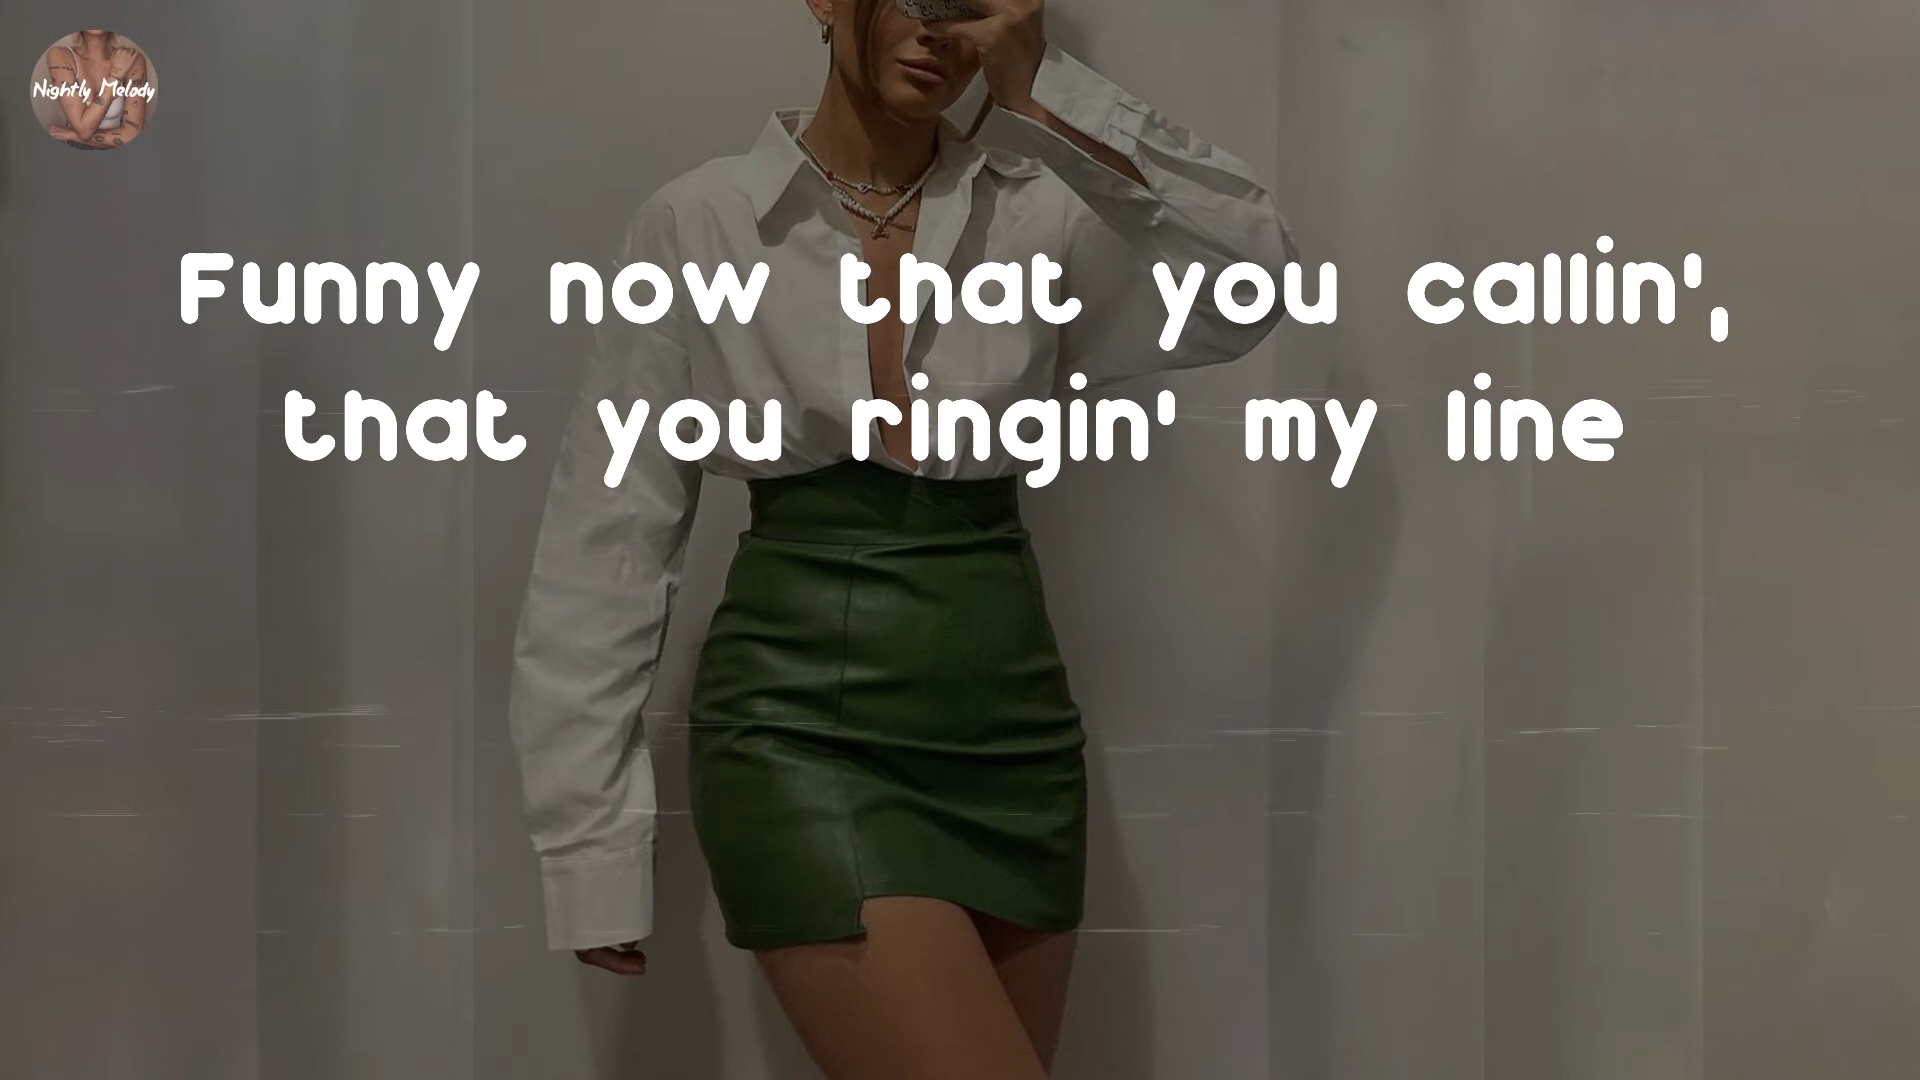 Nightly Melody
Funny now that you callin',
that you ringin' my line